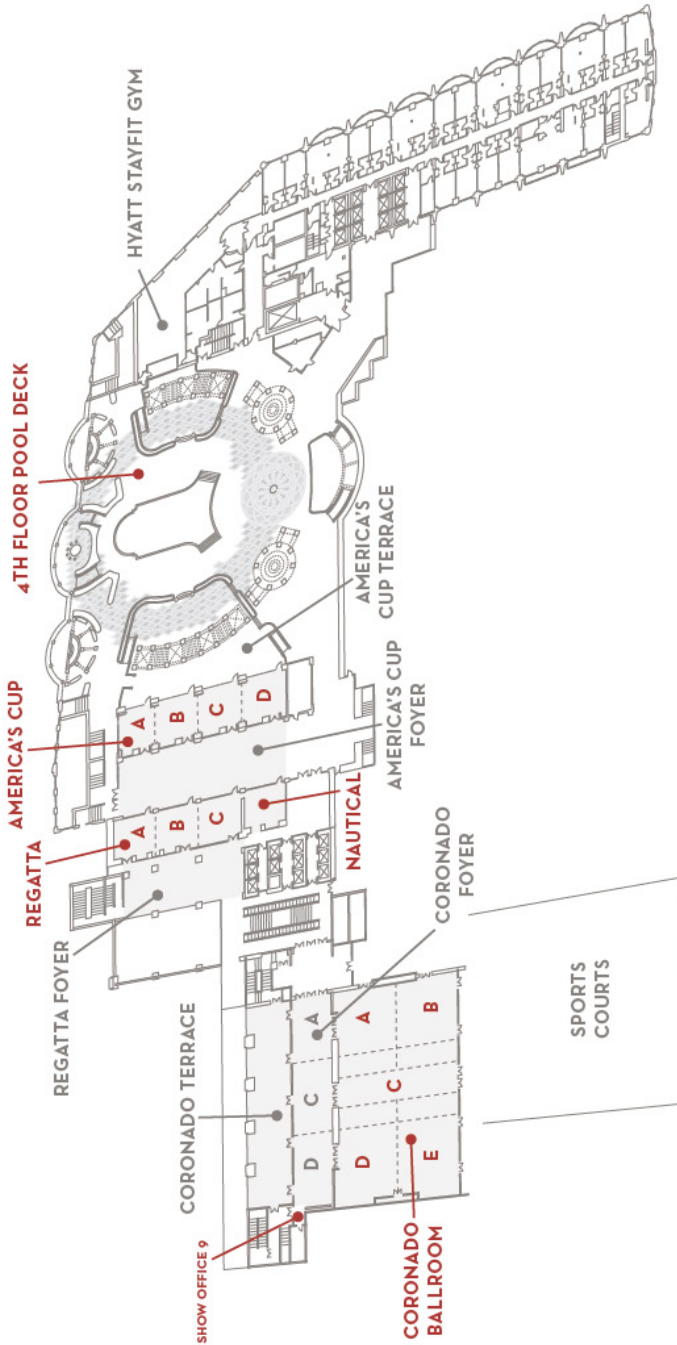 HYATT STAYFIT GYM
4TH FLOOR POOL DECK
AMERICA'S
CUP TERRACE
AMERICA'S CUP
A
B
C
D
AMERICA'S CUP
FOYER
REGATTA
A
B
C
NAUTICAL
REGATTA FOYER
CORONADO
FOYER
CORONADO TERRACE
A
C
D
A
B
C
D
E
SHOW OFFICE 9
CORONADO
BALLROOM
SPORTS
COURTS